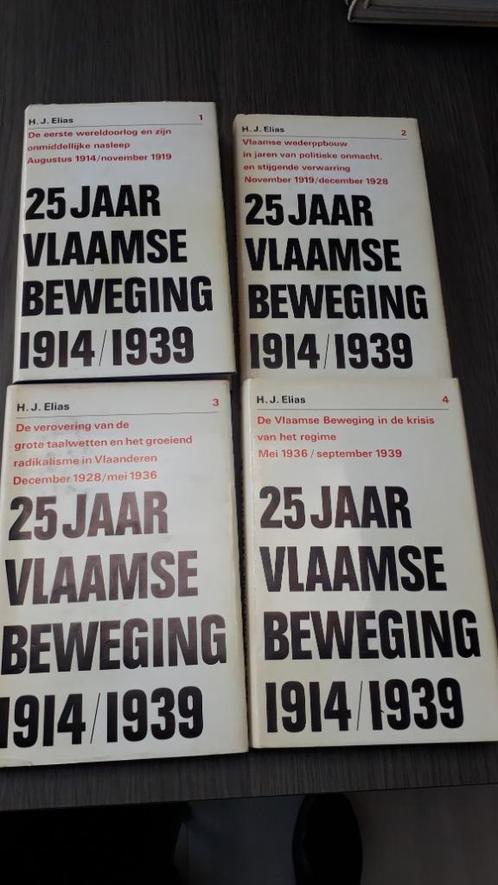 H. J. Elias 1
De eerste wereldoorlog en zijn
onmiddellijke nasleep
Augustus 1914/november 1919
25 JAAR
VLAAMSE
BEWEGING
1914/1939
H. J. Elias 2
Vlaamse wederppbouw
in jaren van politieke onmacht,
en stijgende verwarring
November 1919/december 1928
25 JAAR
VLAAMSE
BEWEGING
1914/1939
H. J. Elias 3
De verovering van de
grote taalwetten en het groeiend
radikalisme in Vlaanderen
December 1928/mei 1936
25 JAAR
VLAAMSE
BEWEGING
1914/1939
H. J. Elias 4
De Vlaamse Beweging in de krisis
van het regime
Mei 1936/september 1939
25 JAAR
VLAAMSE
BEWEGING
1914/1939